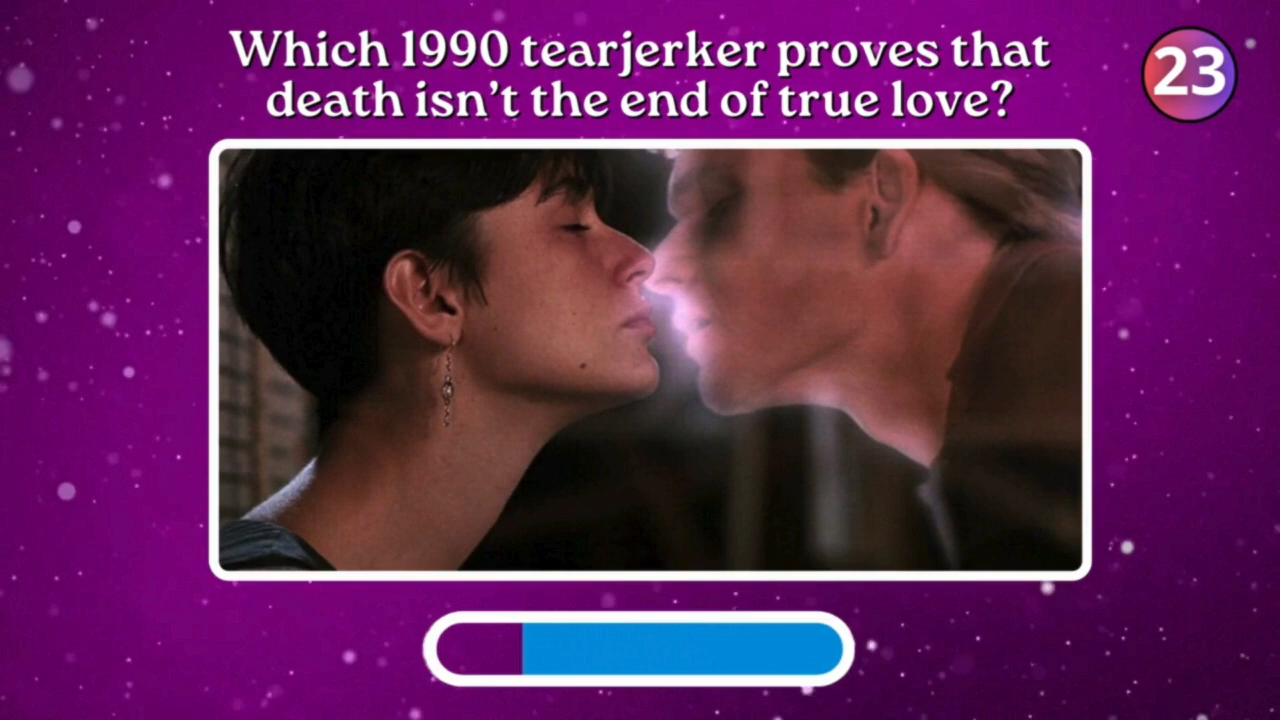 Which 1990 tearjerker proves that
death isn’t the end of true love?
23